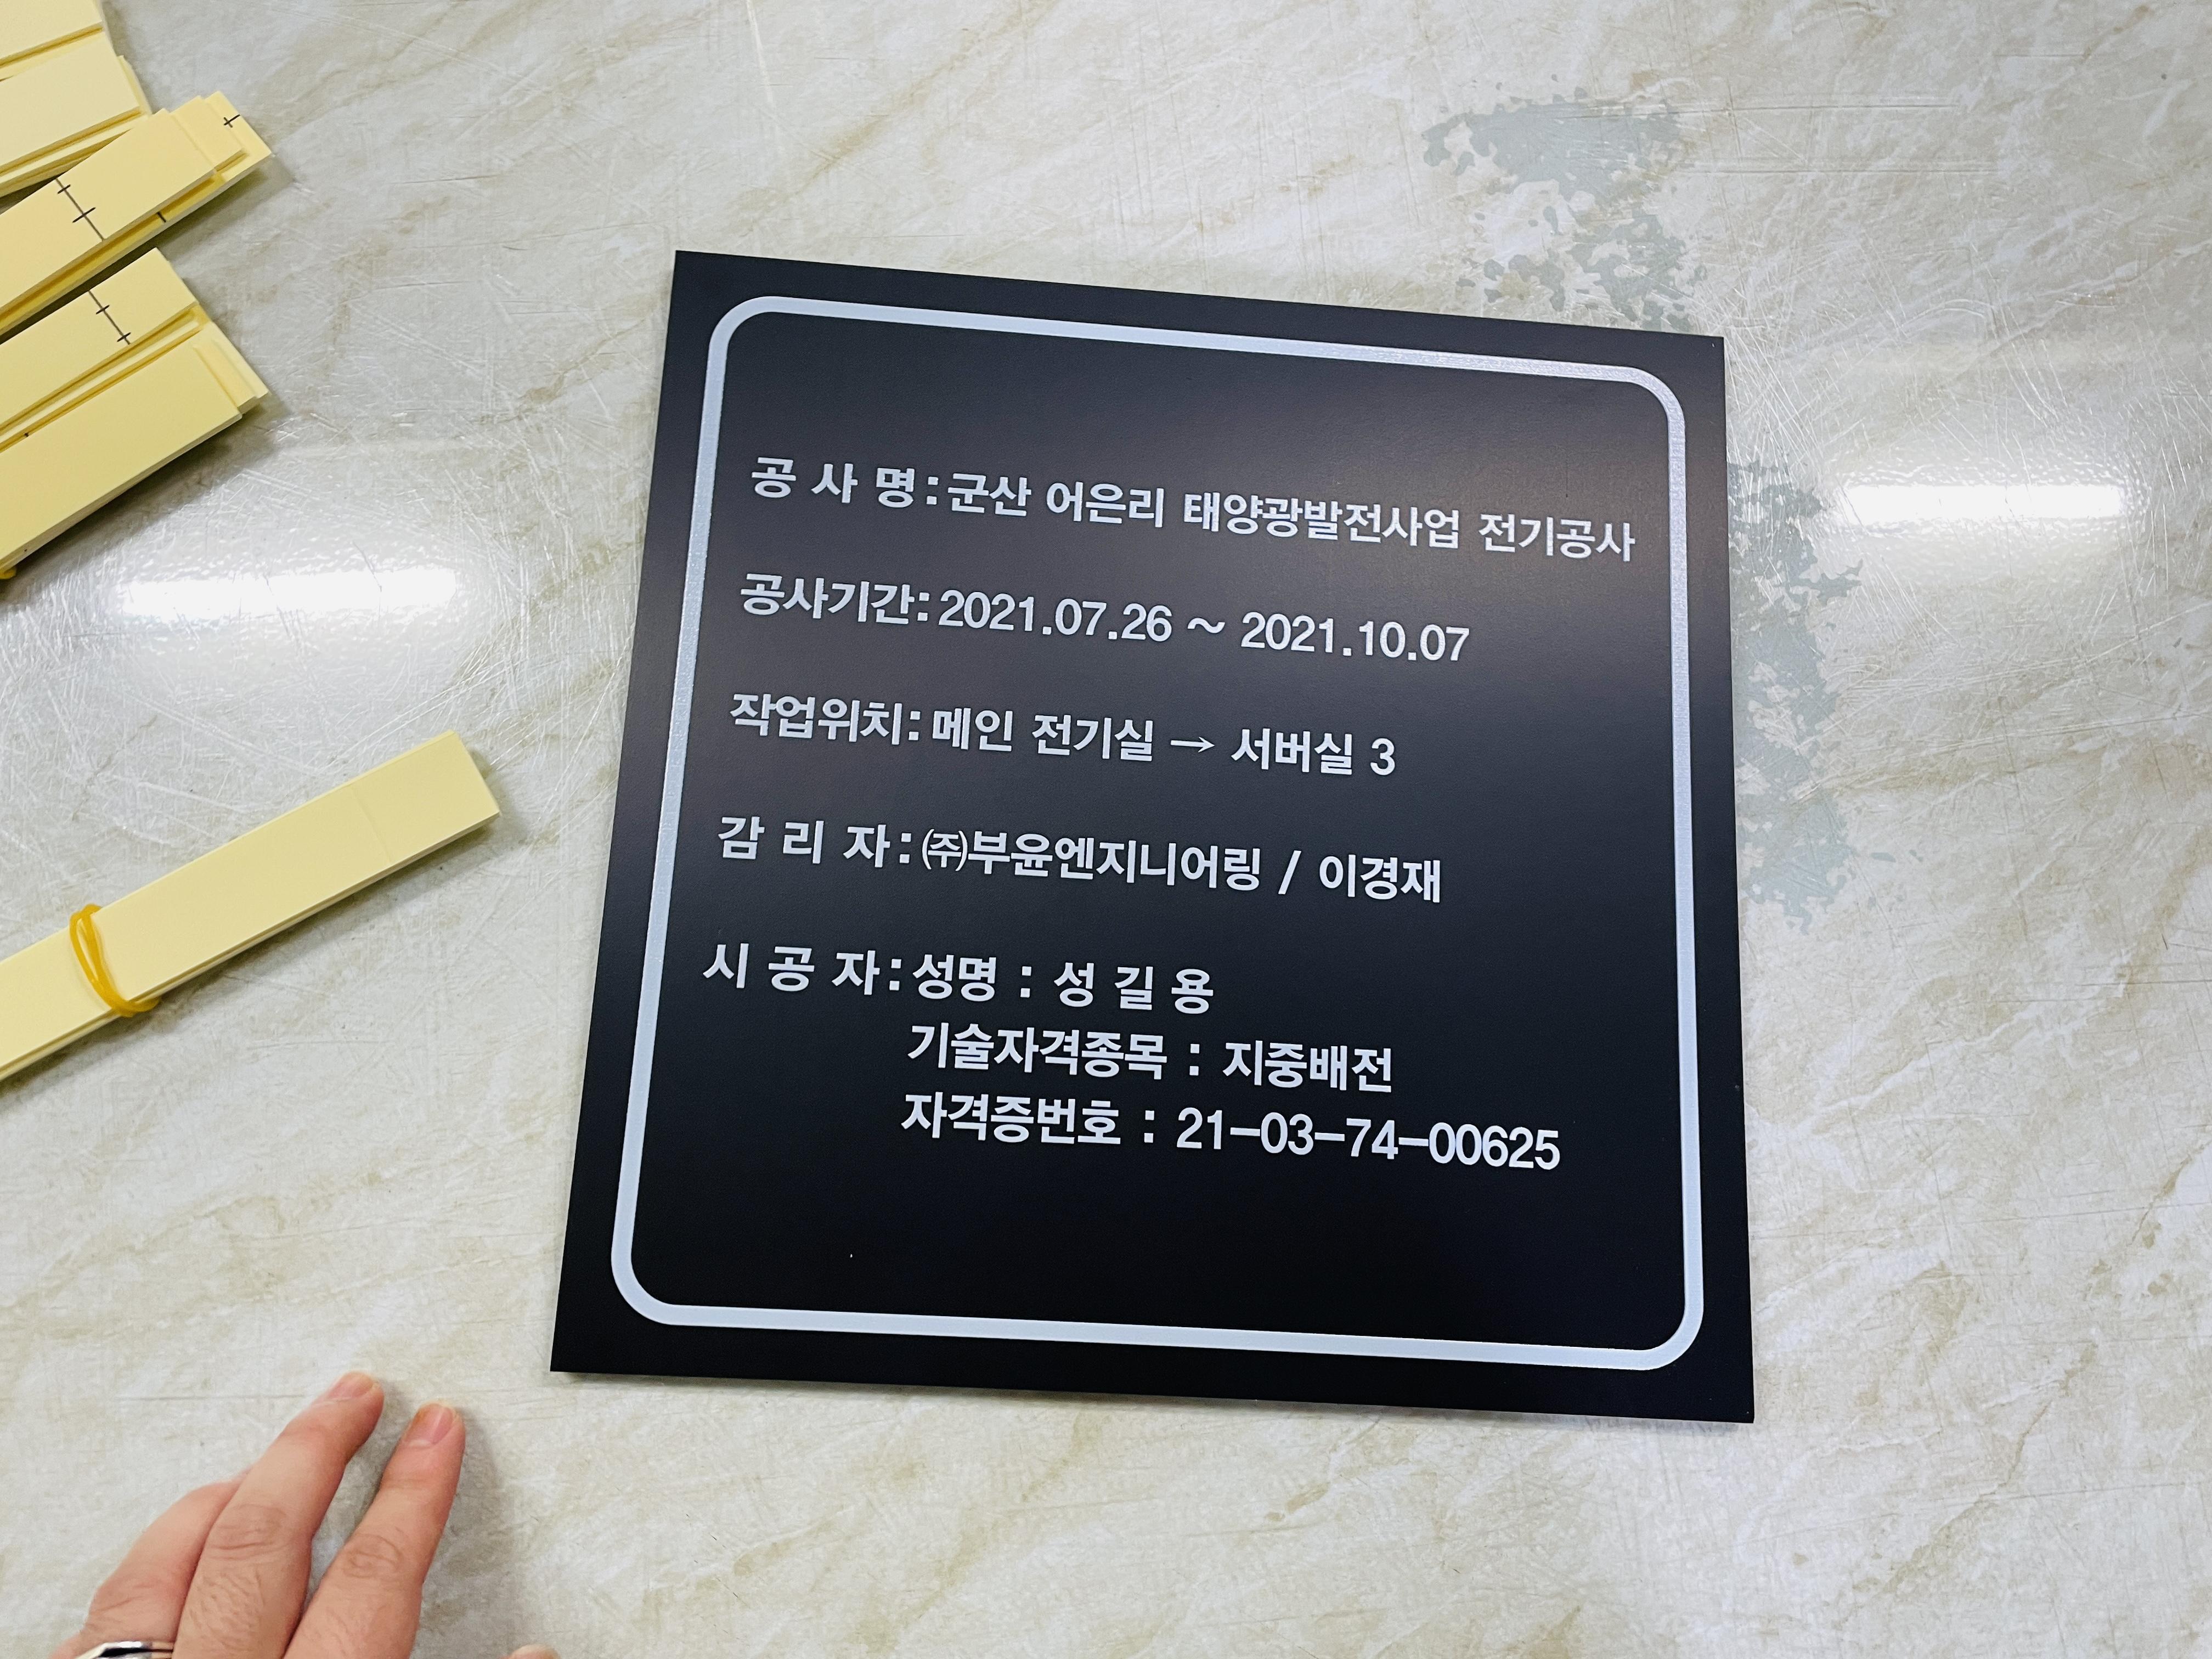 공 사 명 : 군산 어은리 태양광발전사업 전기공사
공사기간 : 2021.07.26 ~ 2021.10.07
작업위치 : 메인 전기실 → 서버실 3
감 리 자 : ㈜부윤엔지니어링 / 이경재
시 공 자 : 성명 : 성 길 용
기술자격종목 : 지중배전
자격증번호 : 21-03-74-00625